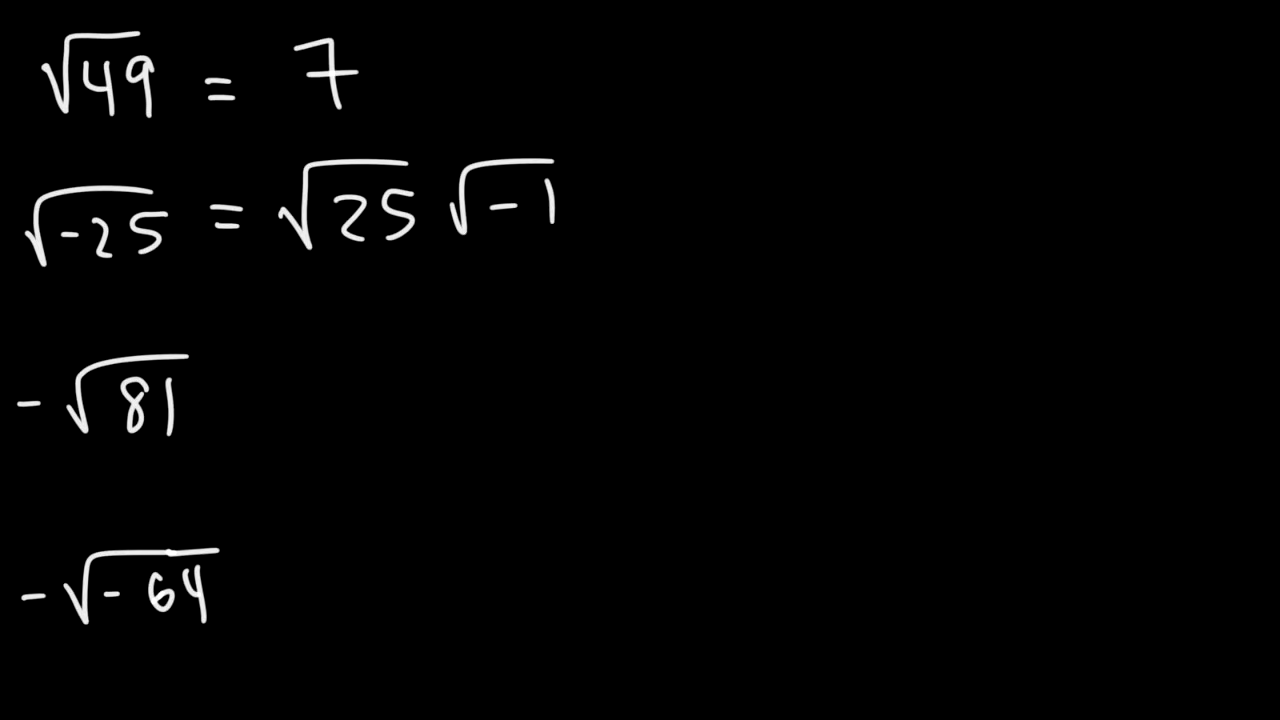 √49 = 7
√-25 = √25 √-1
- √81
- √-64